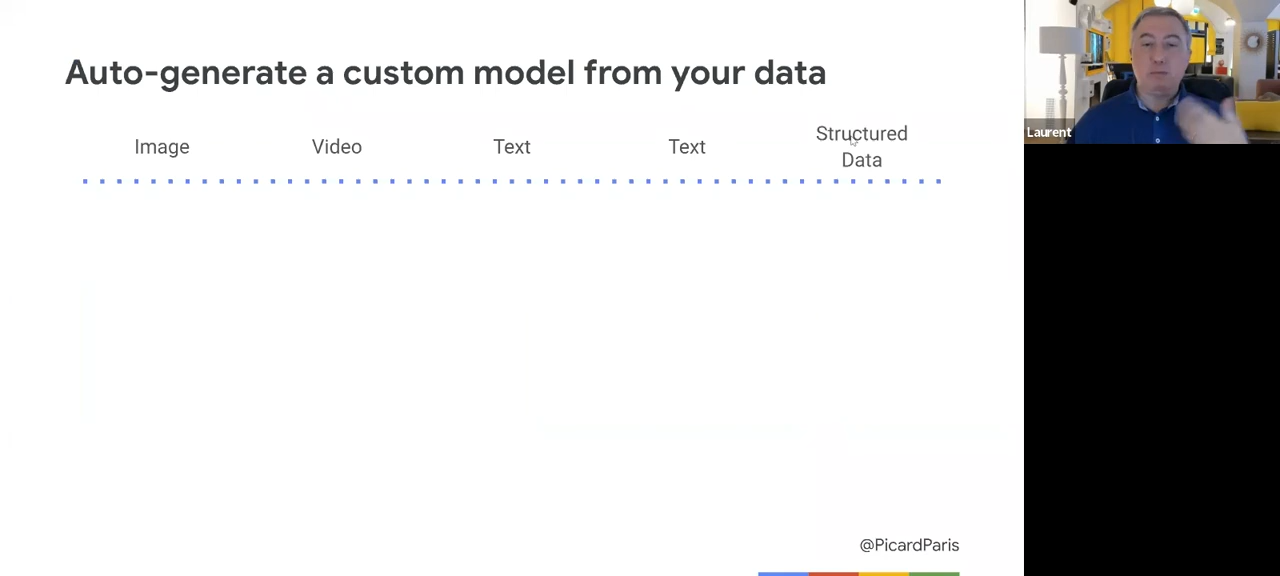 Auto-generate a custom model from your data
Image Video Text Text Structured
Data
@PicardParis
Laurent